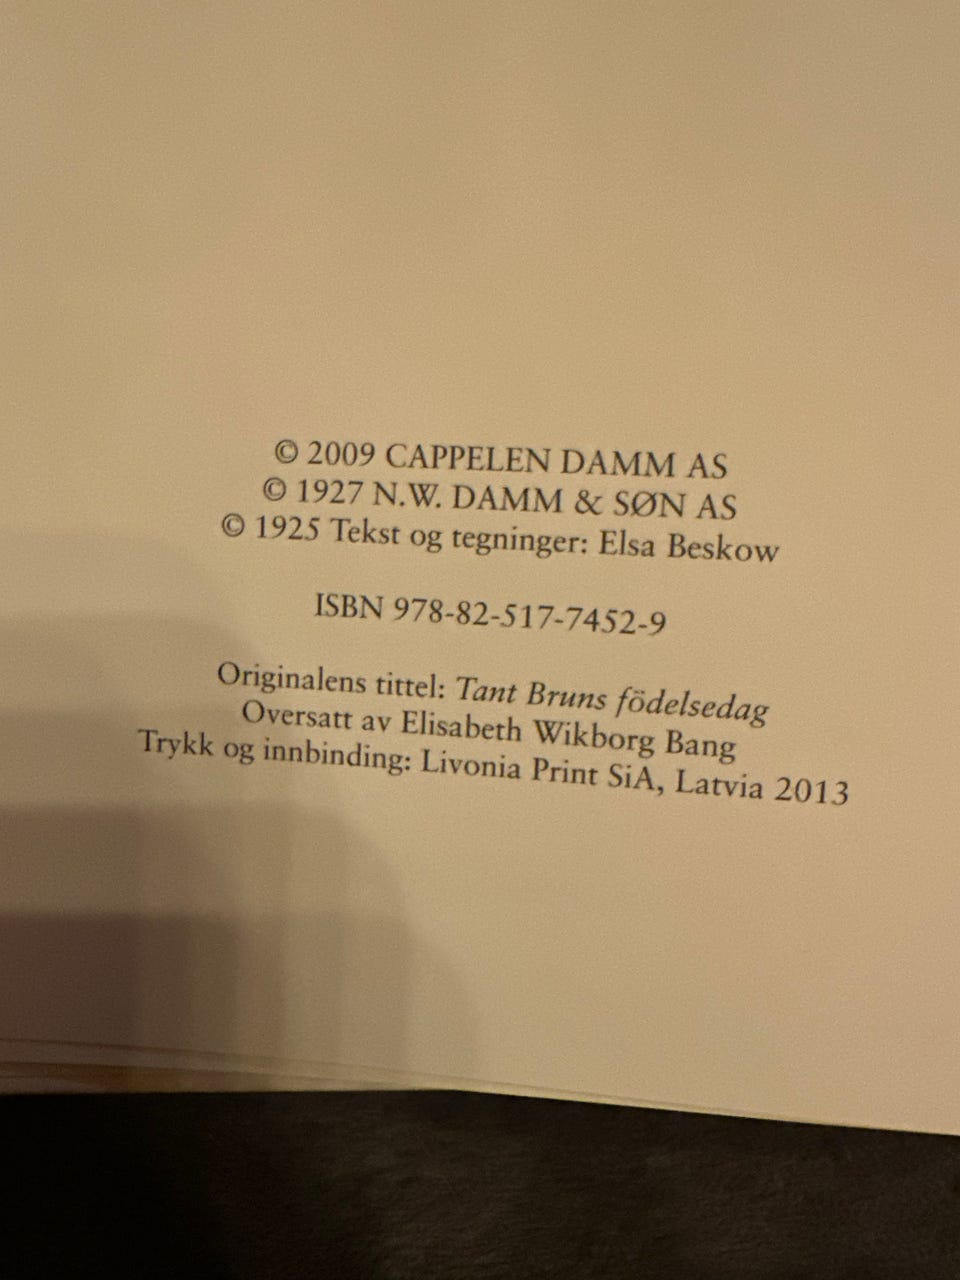 © 2009 CAPPELEN DAMM AS
© 1927 N.W. DAMM & SØN AS
© 1925 Tekst og tegninger: Elsa Beskow
ISBN 978-82-517-7452-9
Originalens tittel: Tant Bruns födelsedag
Oversatt av Elisabeth Wikborg Bang
Trykk og innbinding: Livonia Print SiA, Latvia 2013